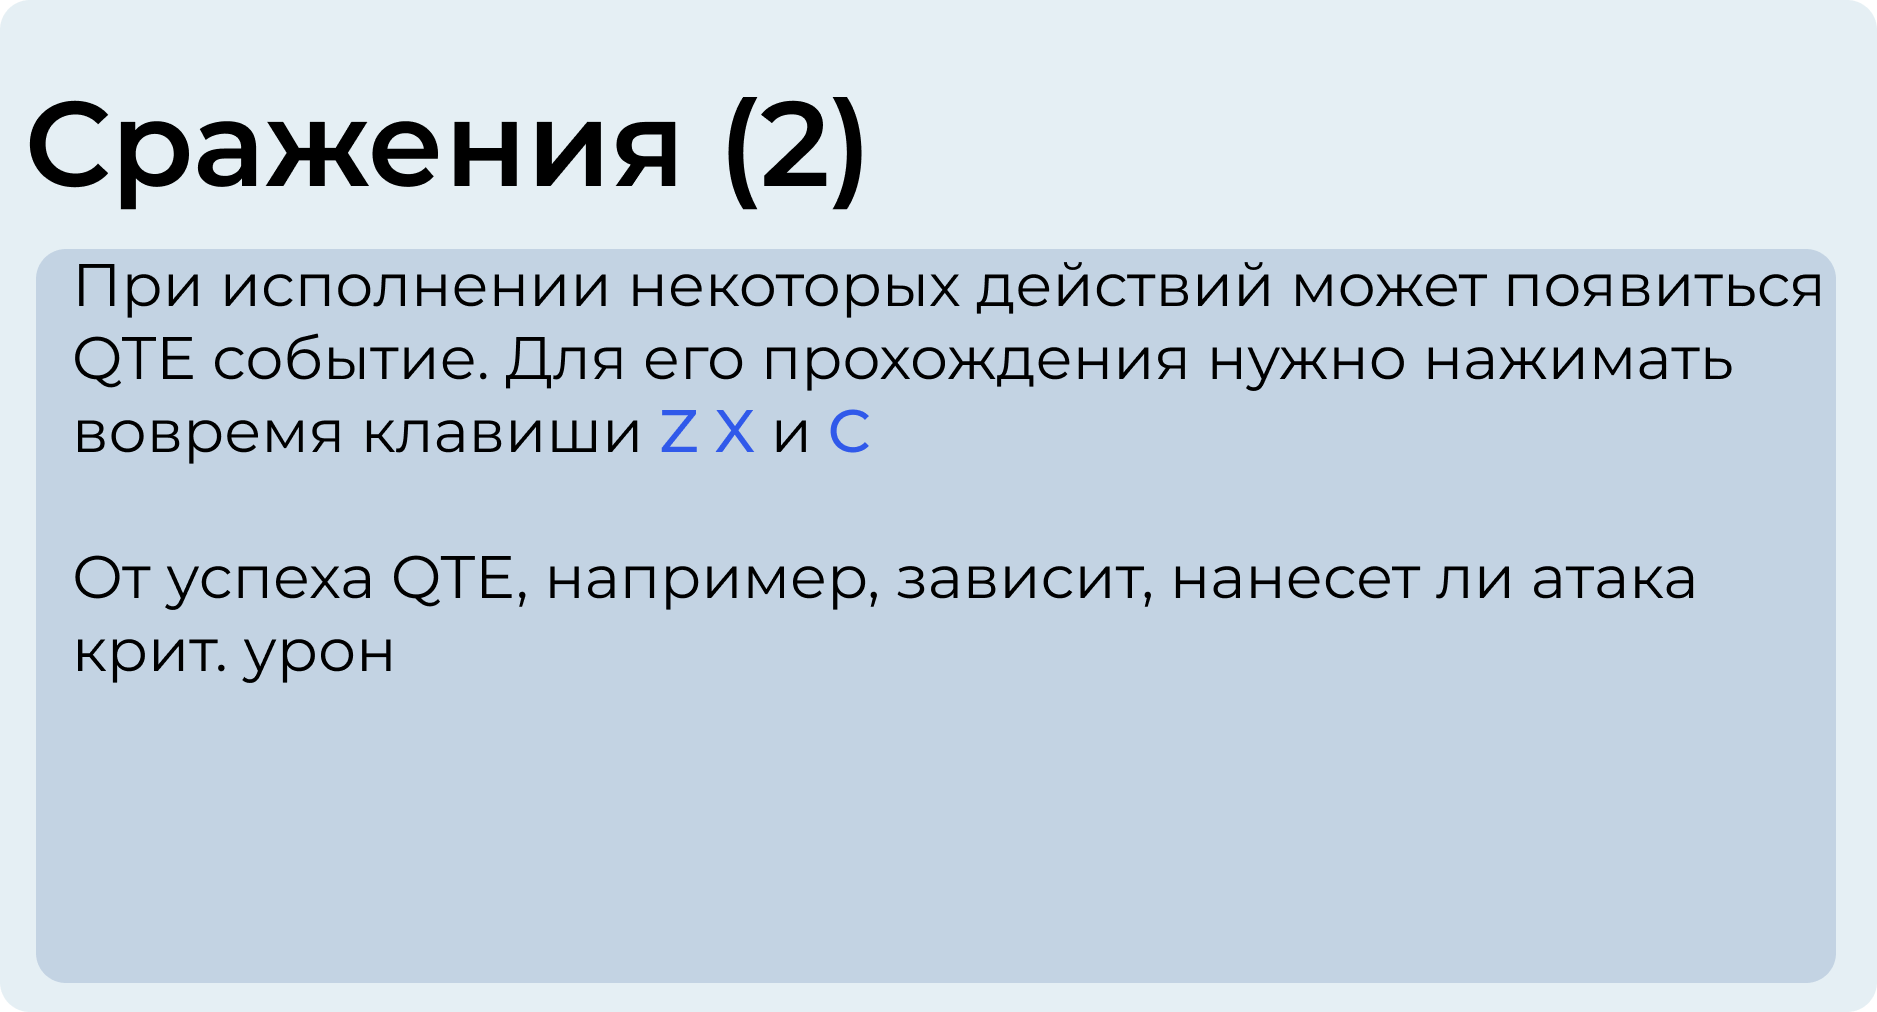 Сражения (2)
При исполнении некоторых действий может появиться
QTE событие. Для его прохождения нужно нажимать
вовремя клавиши Z X и C
От успеха QTE, например, зависит, нанесет ли атака
крит. урон